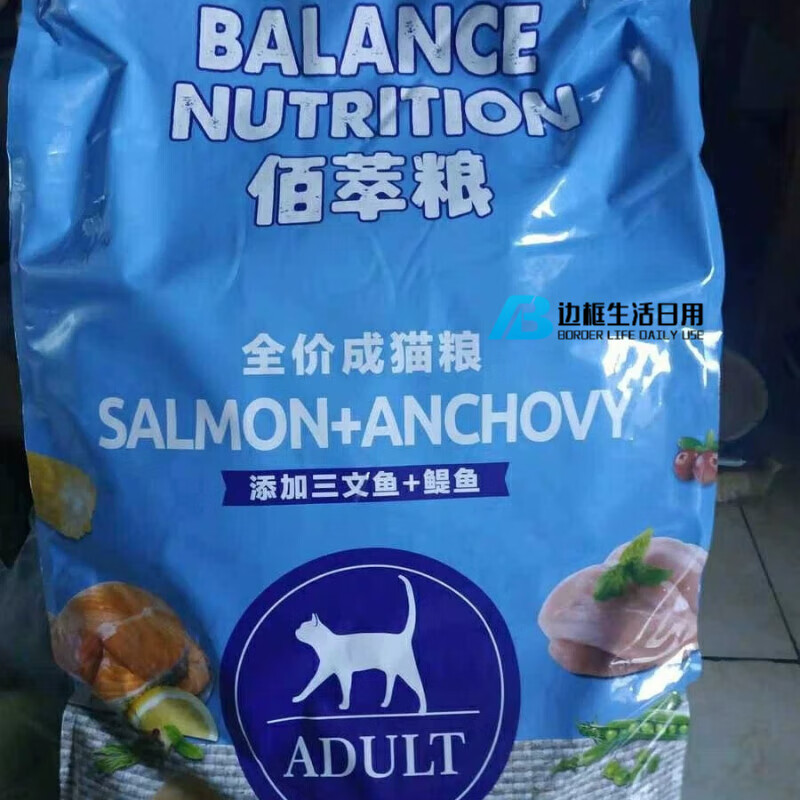 BALANCE
NUTRITION
佰萃粮
边框生活日用
BORDER LIFE DAILY USE
全价成猫粮
SALMON+ANCHOVY
添加三文鱼+鳀鱼
ADULT